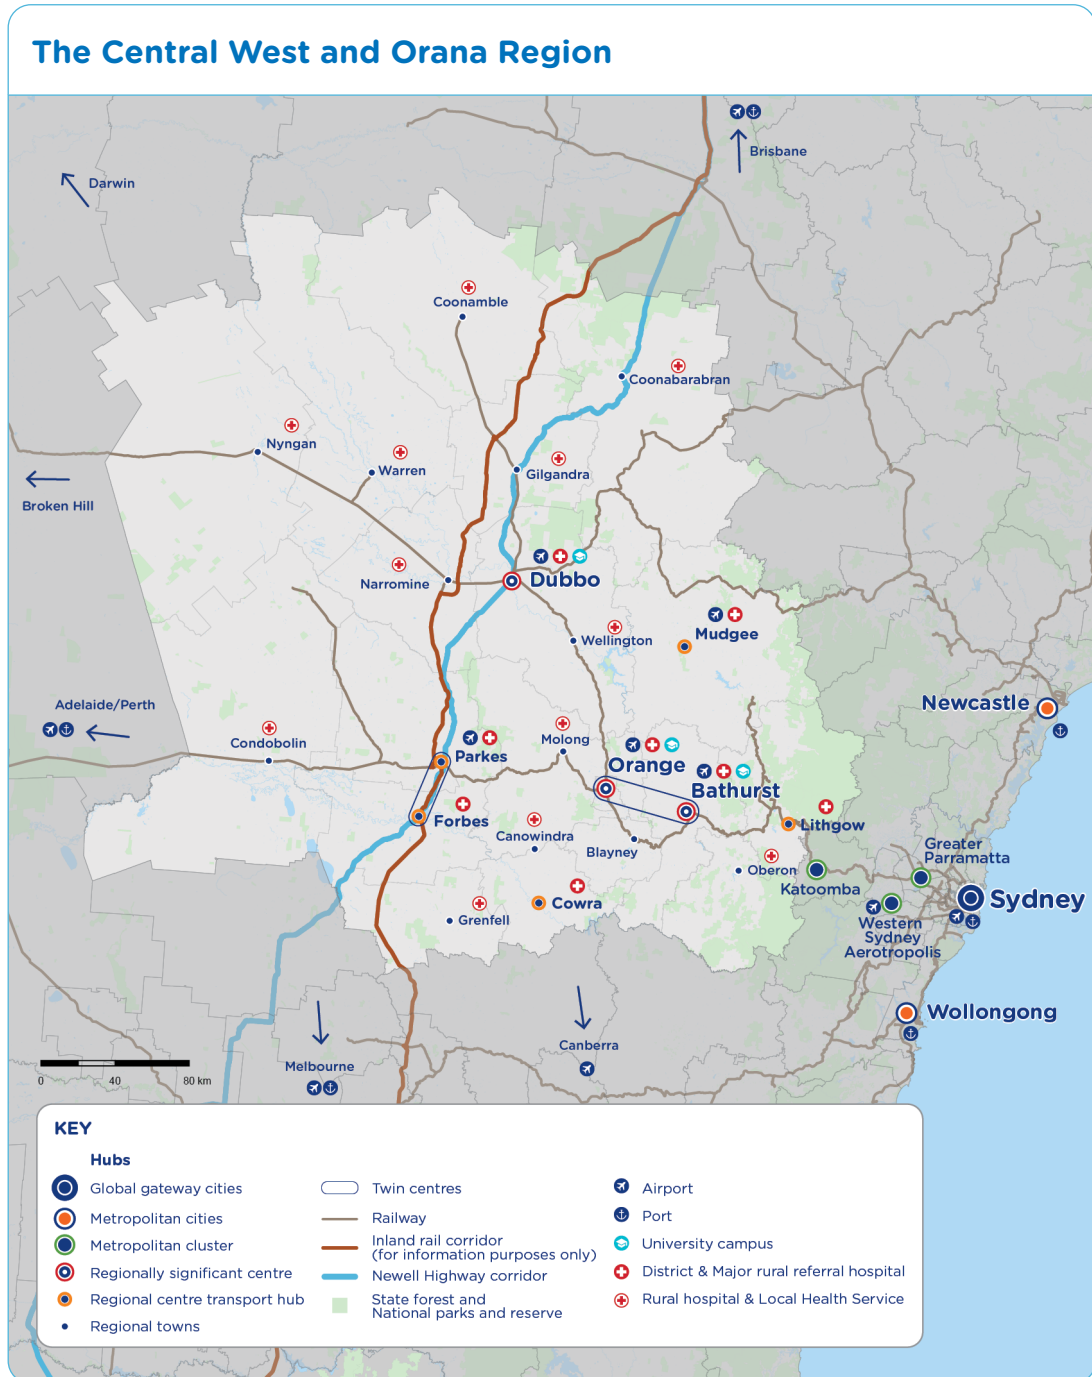 The Central West and Orana Region
Brisbane
Darwin
Coonamble
Coonabarabran
Nyngan
Warren
Gilgandra
Broken Hill
Dubbo
Narromine
Mudgee
Wellington
Adelaide/Perth
Newcastle
Condobolin
Molong
Parkes
Orange
Bathurst
Forbes
Lithgow
Canowindra
Blayney
Greater
Parramatta
Oberon
Katoomba
Sydney
Cowra
Grenfell
Western
Sydney
Aerotropolis
Wollongong
Canberra
Melbourne
0 40 80 km
KEY
Hubs
Global gateway cities
Metropolitan cities
Metropolitan cluster
Regionally significant centre
Regional centre transport hub
Regional towns
Twin centres
Railway
Inland rail corridor
(for information purposes only)
Newell Highway corridor
State forest and
National parks and reserve
Airport
Port
University campus
District & Major rural referral hospital
Rural hospital & Local Health Service